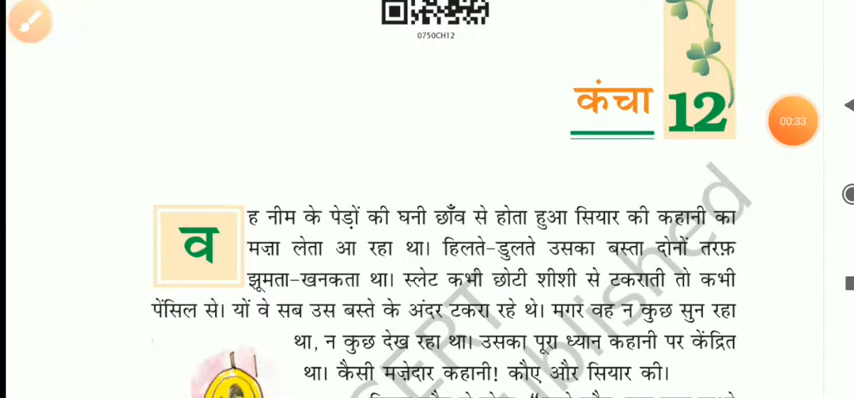 0750CH12
कंचा 12
00:33
वह नीम के पेड़ों की घनी छाँव से होता हुआ सियार की कहानी का
मज़ा लेता आ रहा था। हिलते-डुलते उसका बस्ता दोनों तरफ़
झूमता-खनकता था। स्लेट कभी छोटी शीशी से टकराती तो कभी
पेंसिल से। यों वे सब उस बस्ते के अंदर टकरा रहे थे। मगर वह न कुछ सुन रहा
था, न कुछ देख रहा था। उसका पूरा ध्यान कहानी पर केंद्रित
था। कैसी मज़ेदार कहानी! कौए और सियार की।